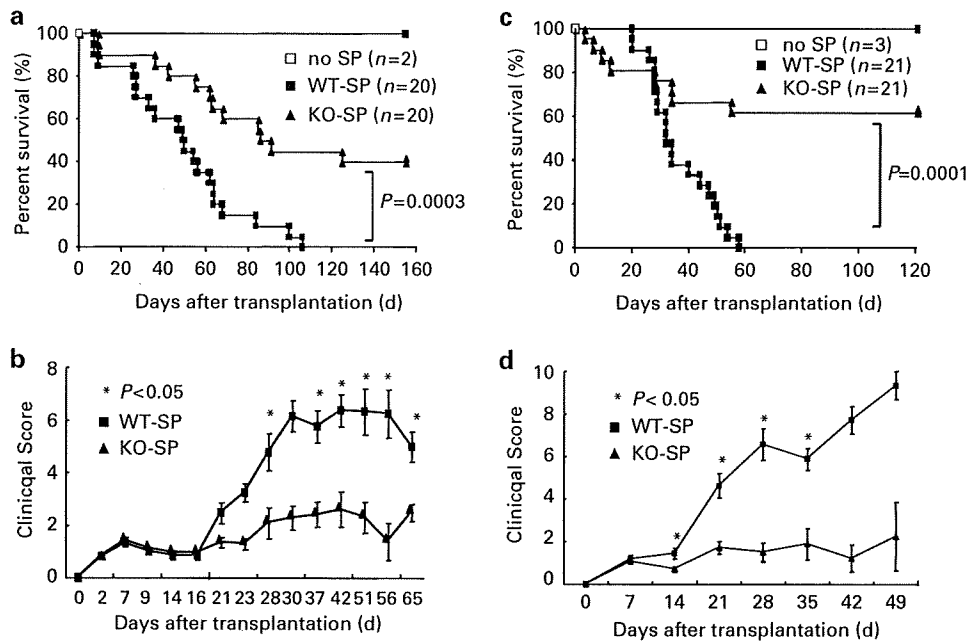 a
Percent survival (%)
100
80
60
40
20
0
no SP (n=2)
WT-SP (n=20)
KO-SP (n=20)
P=0.0003
0 20 40 60 80 100 120 140 160
Days after transplantation (d)
c
Percent survival (%)
100
80
60
40
20
0
no SP (n=3)
WT-SP (n=21)
KO-SP (n=21)
P=0.0001
0 20 40 60 80 100 120
Days after transplantation (d)
b
Clinicqal Score
8
6
4
2
0
* P<0.05
WT-SP
KO-SP
* * * * * *
0 2 7 9 14 16 21 23 28 30 37 42 51 56 65
Days after transplantation (d)
d
Clinicqal Score
10
8
6
4
2
0
* P<0.05
WT-SP
KO-SP
* * * *
0 7 14 21 28 35 42 49
Days after transplantation (d)